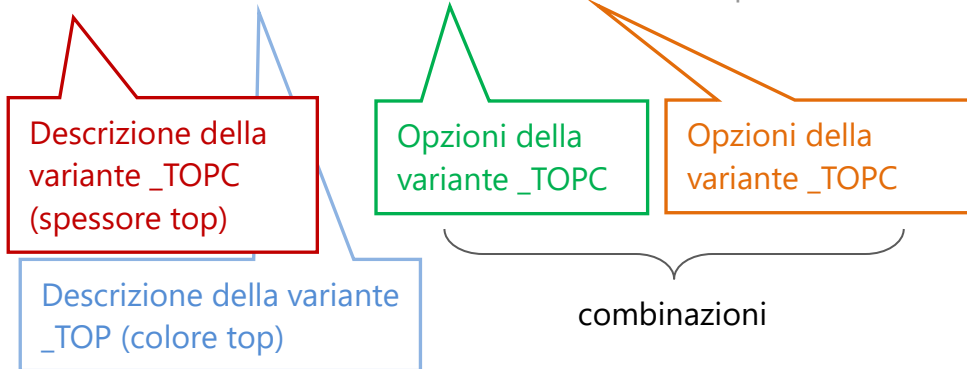 Descrizione della
variante _TOPC
(spessore top)
Descrizione della variante
_TOP (colore top)
Opzioni della
variante _TOPC
Opzioni della
variante _TOPC
combinazioni